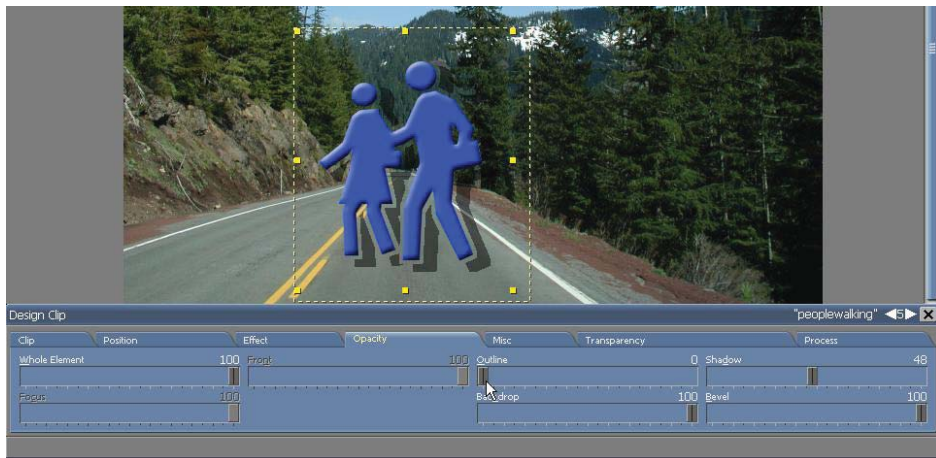 Design Clip "peoplewalking" 5
Clip Position Effect Opacity Misc Transparency Process
Whole Element 100 Front 100 Outline 0 Shadow 48
Focus 100 Backdrop 100 Bevel 100